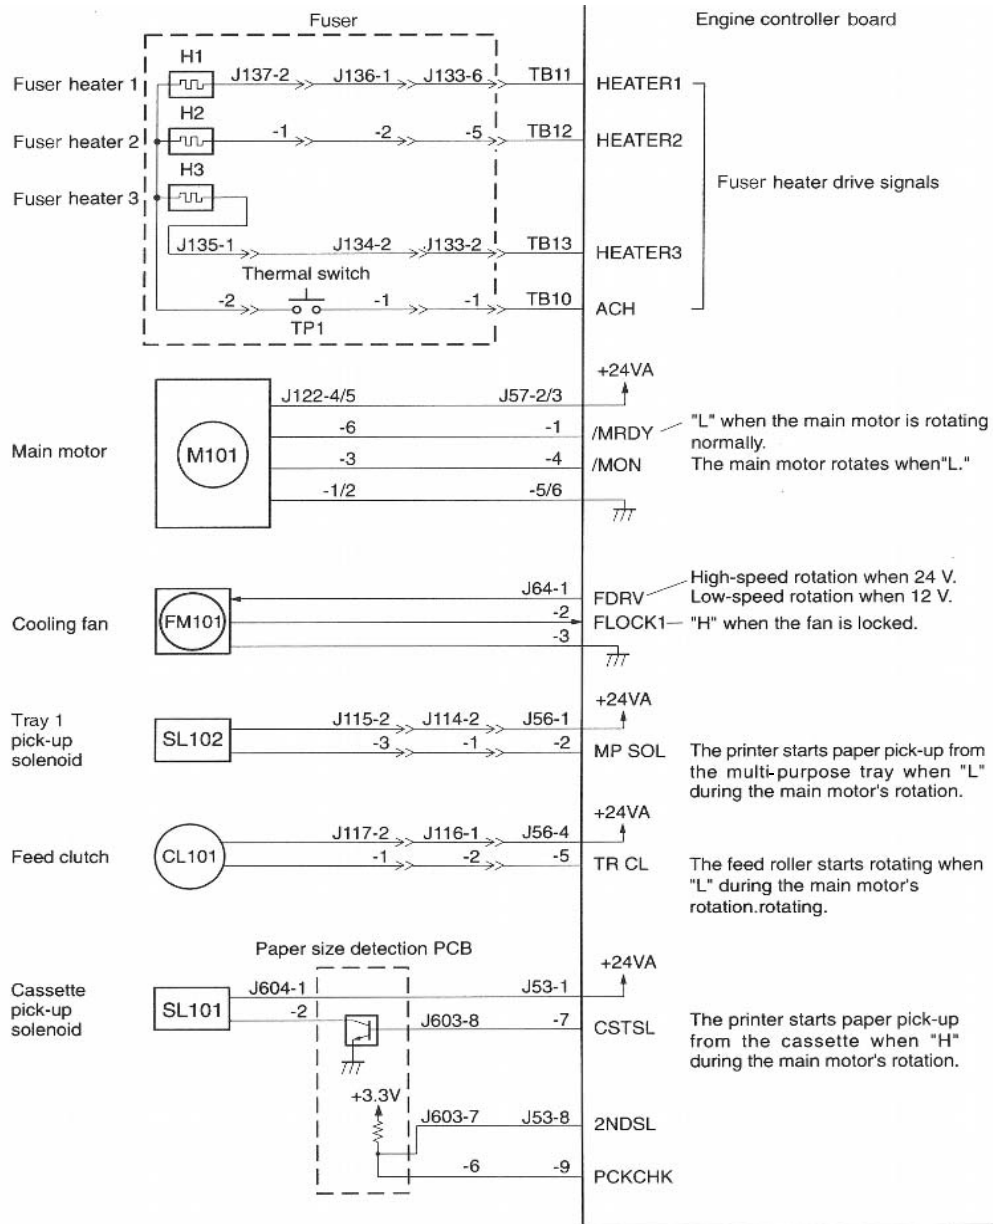 Fuser
Engine controller board
H1
Fuser heater 1
J137-2
J136-1
J133-6
TB11
HEATER1
H2
Fuser heater 2
-1
-2
-5
TB12
HEATER2
H3
Fuser heater 3
Fuser heater drive signals
J135-1
J134-2
J133-2
TB13
HEATER3
Thermal switch
-2
-1
-1
TB10
ACH
TP1
+24VA
J122-4/5
J57-2/3
-6
-1
/MRDY
"L" when the main motor is rotating
normally.
Main motor
M101
-3
-4
/MON
The main motor rotates when"L."
-1/2
-5/6
J64-1
FDRV
High-speed rotation when 24 V.
Low-speed rotation when 12 V.
Cooling fan
FM101
-2
FLOCK1
"H" when the fan is locked.
-3
+24VA
Tray 1
pick-up
solenoid
SL102
J115-2
J114-2
J56-1
-3
-1
-2
MP SOL
The printer starts paper pick-up from
the multi-purpose tray when "L"
during the main motor's rotation.
+24VA
J117-2
J116-1
J56-4
Feed clutch
CL101
-1
-2
-5
TR CL
The feed roller starts rotating when
"L" during the main motor's
rotation.rotating.
Paper size detection PCB
+24VA
Cassette
pick-up
solenoid
SL101
J604-1
J53-1
-2
J603-8
-7
CSTSL
The printer starts paper pick-up
from the cassette when "H"
during the main motor's rotation.
+3.3V
J603-7
J53-8
2NDSL
-6
-9
PCKCHK